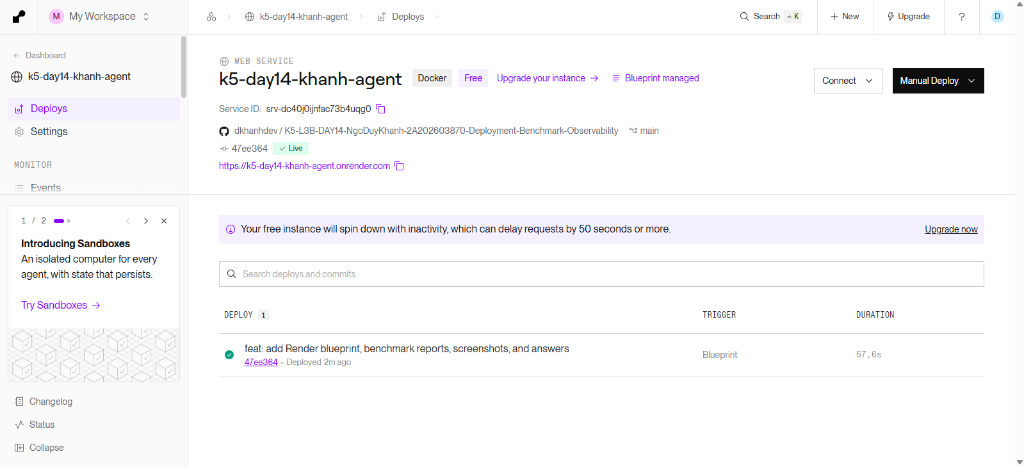 M My Workspace
k5-day14-khanh-agent
Deploys
Search
K
+ New
Upgrade
?
D
← Dashboard
k5-day14-khanh-agent
Deploys
Settings
MONITOR
Events
1 / 2
Introducing Sandboxes
An isolated computer for every
agent, with state that persists.
Try Sandboxes →
Changelog
Status
Collapse
WEB SERVICE
k5-day14-khanh-agent Docker Free Upgrade your instance → Blueprint managed
Connect
Manual Deploy
Service ID: srv-dc40j0ijnfac73b4uqg0
dkhanhdev / K5-L3B-DAY14-NgoDuyKhanh-2A202603870-Deployment-Benchmark-Observability main
47ee364 ✓ Live
https://k5-day14-khanh-agent.onrender.com
Your free instance will spin down with inactivity, which can delay requests by 50 seconds or more.
Upgrade now
Search deploys and commits
DEPLOY 1 TRIGGER DURATION
feat: add Render blueprint, benchmark reports, screenshots, and answers
47ee364 • Deployed 2m ago
Blueprint
57,6s